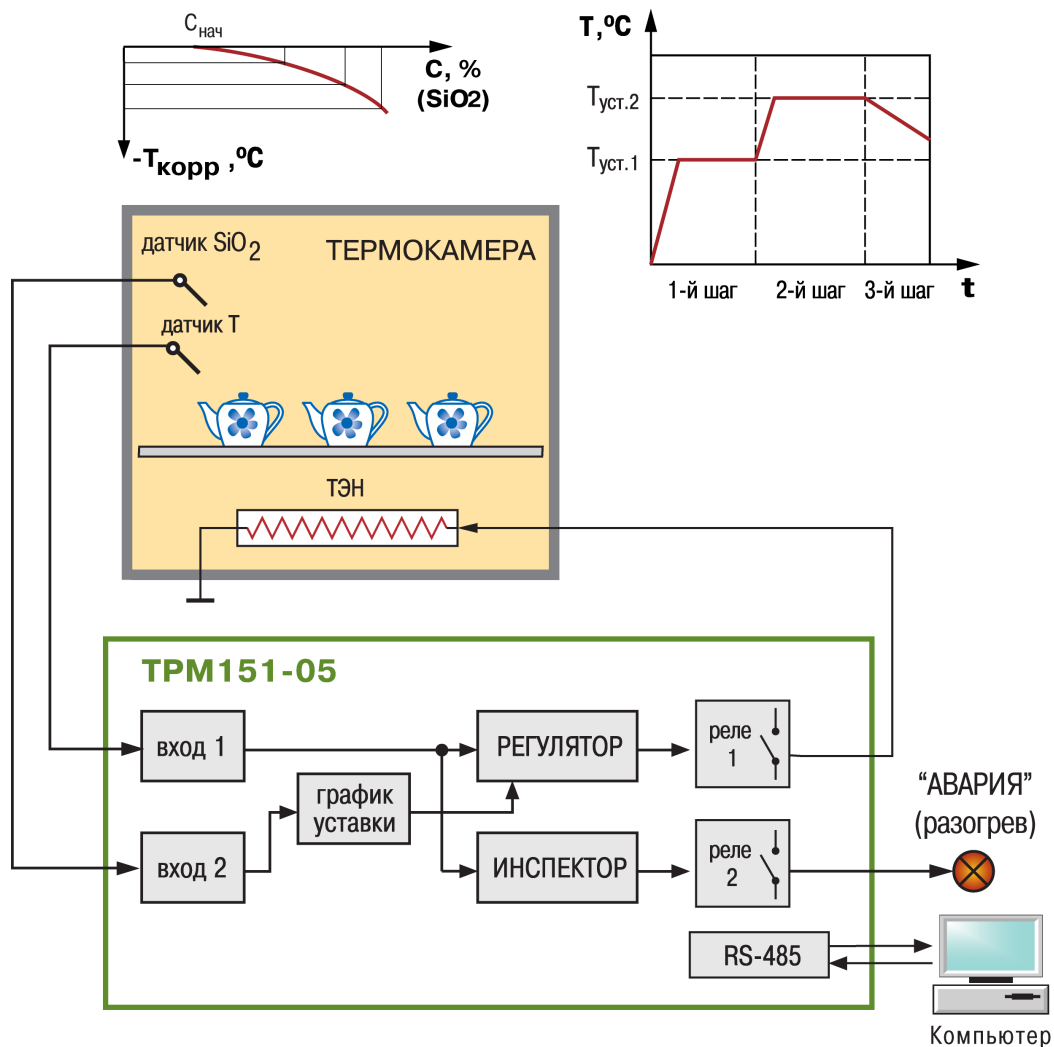 Cнач
C, %
(SiO2)
-Tкорр ,ºC
T,ºC
Tуст.2
Tуст.1
1-й шаг
2-й шаг
3-й шаг
t
датчик SiO2
ТЕРМОКАМЕРА
датчик T
ТЭН
ТРМ151-05
вход 1
РЕГУЛЯТОР
реле
1
график
уставки
"АВАРИЯ"
(разогрев)
вход 2
ИНСПЕКТОР
реле
2
RS-485
Компьютер